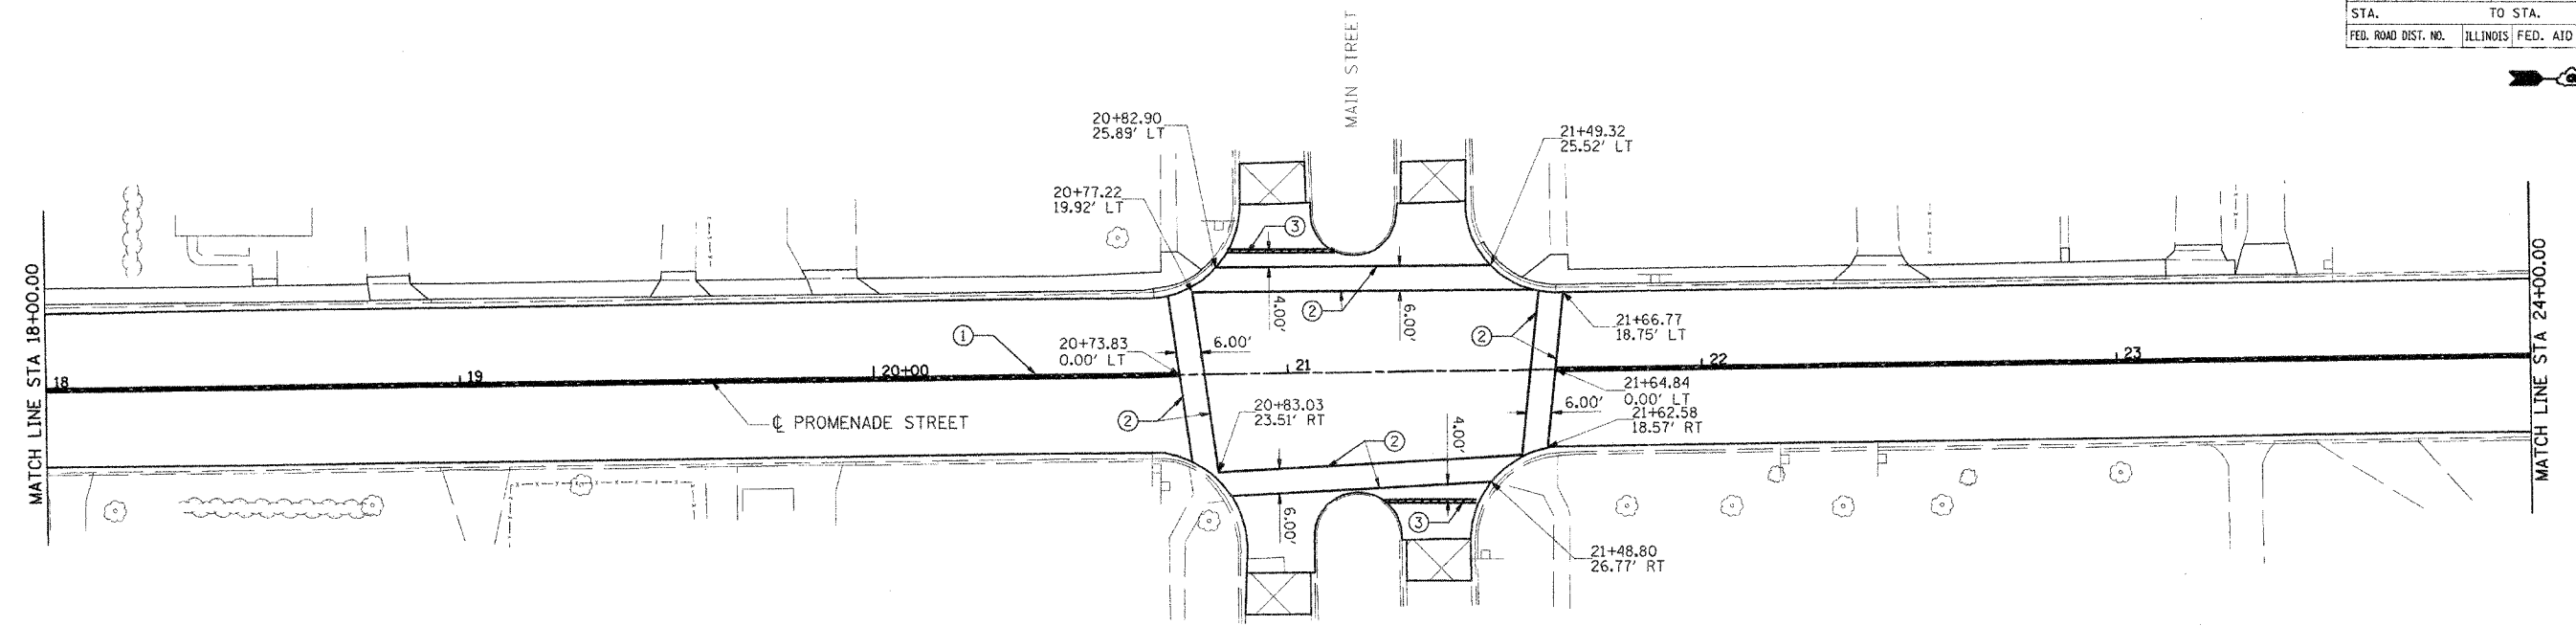 STA. TO STA.
FED. ROAD DIST. NO. ILLINOIS FED. AID
MAIN STREET
20+82.90
25.89' LT
21+49.32
25.52' LT
20+77.22
19.92' LT
3
MATCH LINE STA 18+00.00
MATCH LINE STA 24+00.00
4.00'
2
6.00'
1
20+73.83
0.00' LT
6.00'
2
21+66.77
18.75' LT
18
19
20+00
21
22
23
21+64.84
0.00' LT
℄ PROMENADE STREET
2
20+83.03
23.51' RT
6.00'
21+62.58
18.57' RT
2
4.00'
6.00'
3
21+48.80
26.77' RT